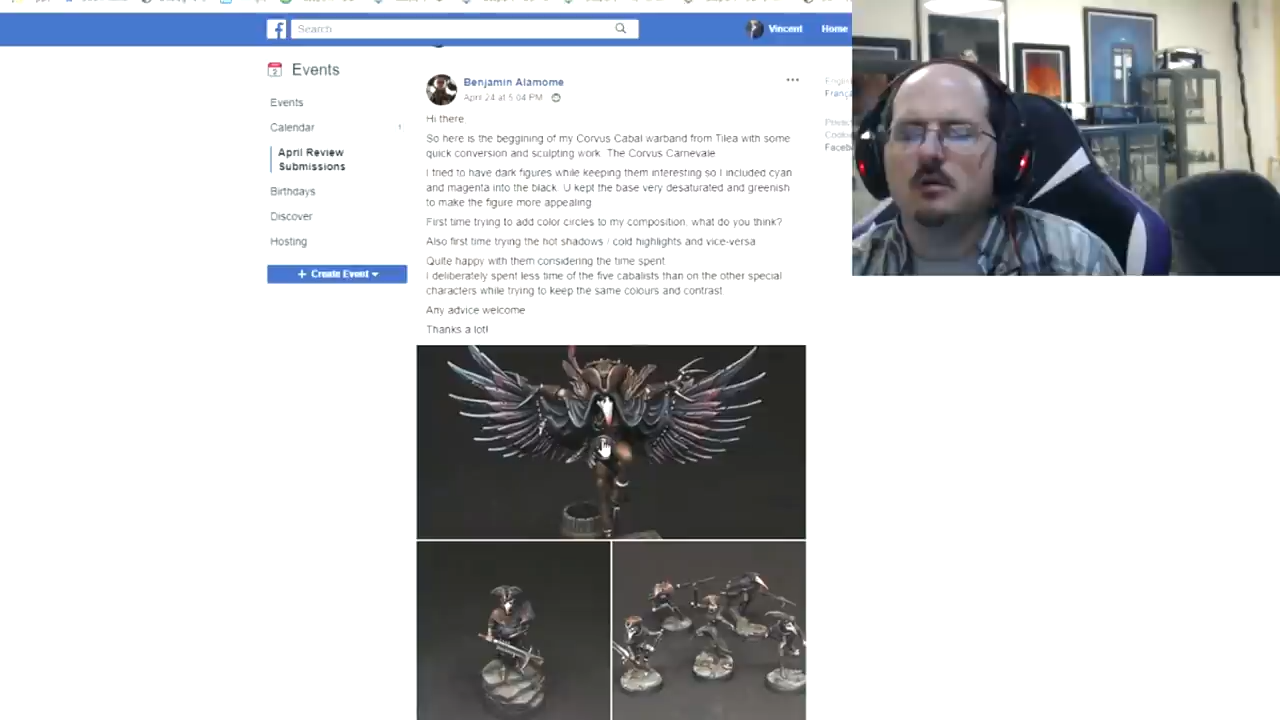 Search
Vincent
Home
2
Events
Events
Calendar
1
April Review
Submissions
Birthdays
Discover
Hosting
+ Create Event
Benjamin Alamome
April 24 at 5:04 PM
Hi there,
So here is the beggining of my Corvus Cabal warband from Tilea with some
quick conversion and sculpting work. The Corvus Carnevale
I tried to have dark figures while keeping them interesting so I included cyan
and magenta into the black. U kept the base very desaturated and greenish
to make the figure more appealing
First time trying to add color circles to my composition, what do you think?
Also first time trying the hot shadows / cold highlights and vice-versa
Quite happy with them considering the time spent
I deliberately spent less time of the five cabalists than on the other special
characters while trying to keep the same colours and contrast.
Any advice welcome
Thanks a lot!